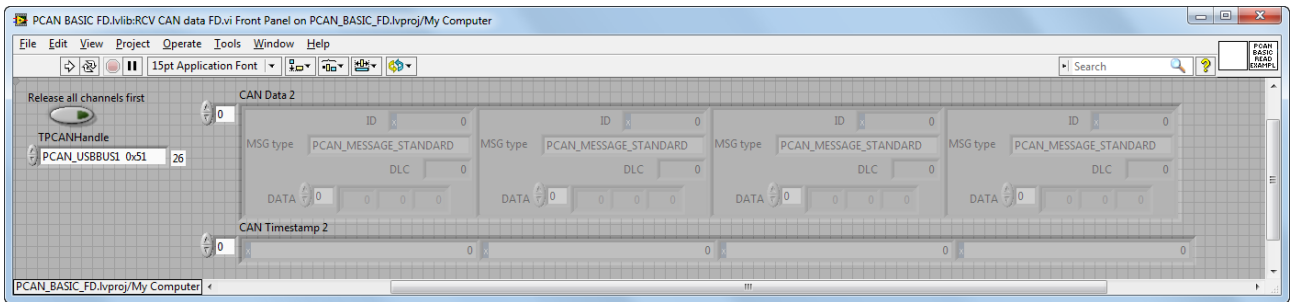 PCAN BASIC FD.lvlib:RCV CAN data FD.vi Front Panel on PCAN_BASIC_FD.lvproj/My Computer
File Edit View Project Operate Tools Window Help
15pt Application Font
Search
PCAN BASIC READ EXAMPL
Release all channels first
TPCANHandle
PCAN_USBBUS1 0x51 26
CAN Data 2
0
ID x 0 ID x 0 ID x 0 ID x 0
MSG type PCAN_MESSAGE_STANDARD MSG type PCAN_MESSAGE_STANDARD MSG type PCAN_MESSAGE_STANDARD MSG type PCAN_MESSAGE_STANDARD
DLC 0 DLC 0 DLC 0 DLC 0
DATA 0 0 0 0 DATA 0 0 0 0 DATA 0 0 0 0 DATA 0 0 0 0
CAN Timestamp 2
0 x 0 x 0 x 0 x 0
PCAN_BASIC_FD.lvproj/My Computer